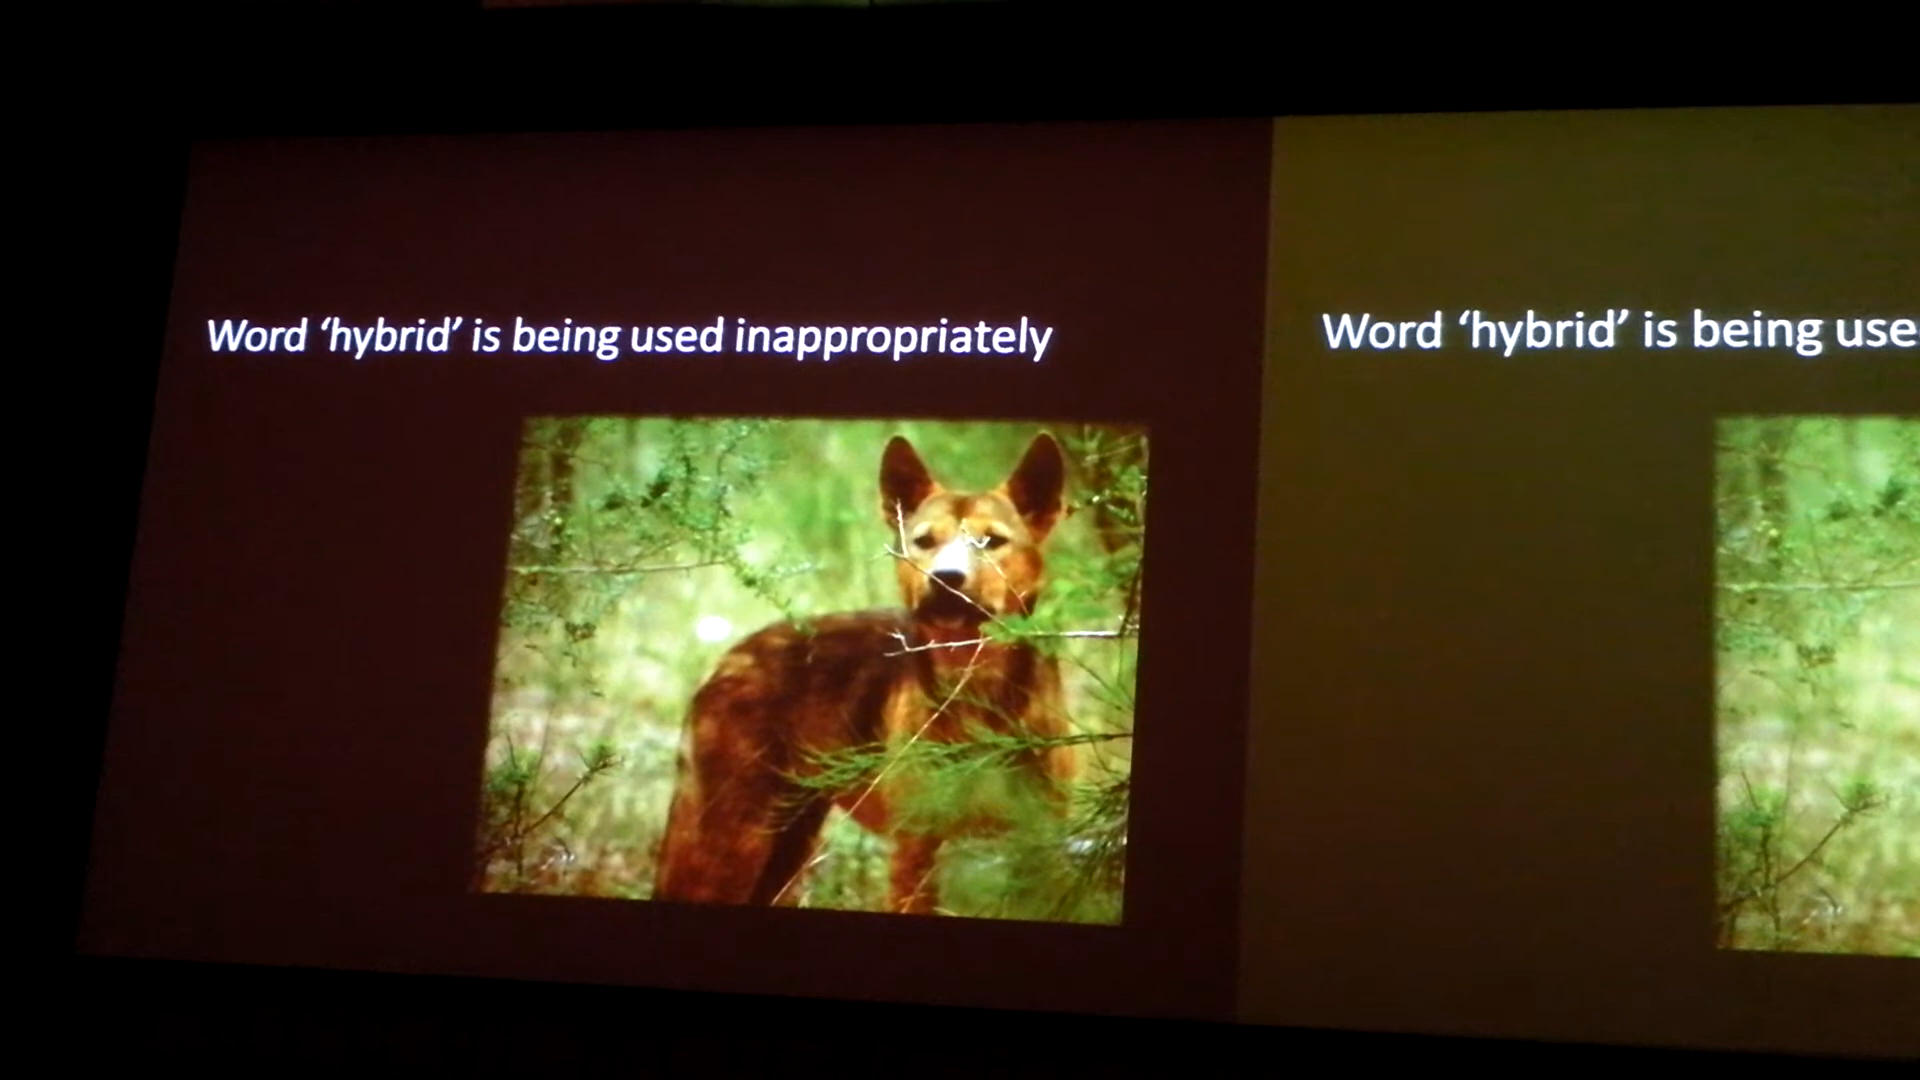 Word ‘hybrid’ is being used inappropriately
Word ‘hybrid’ is being use